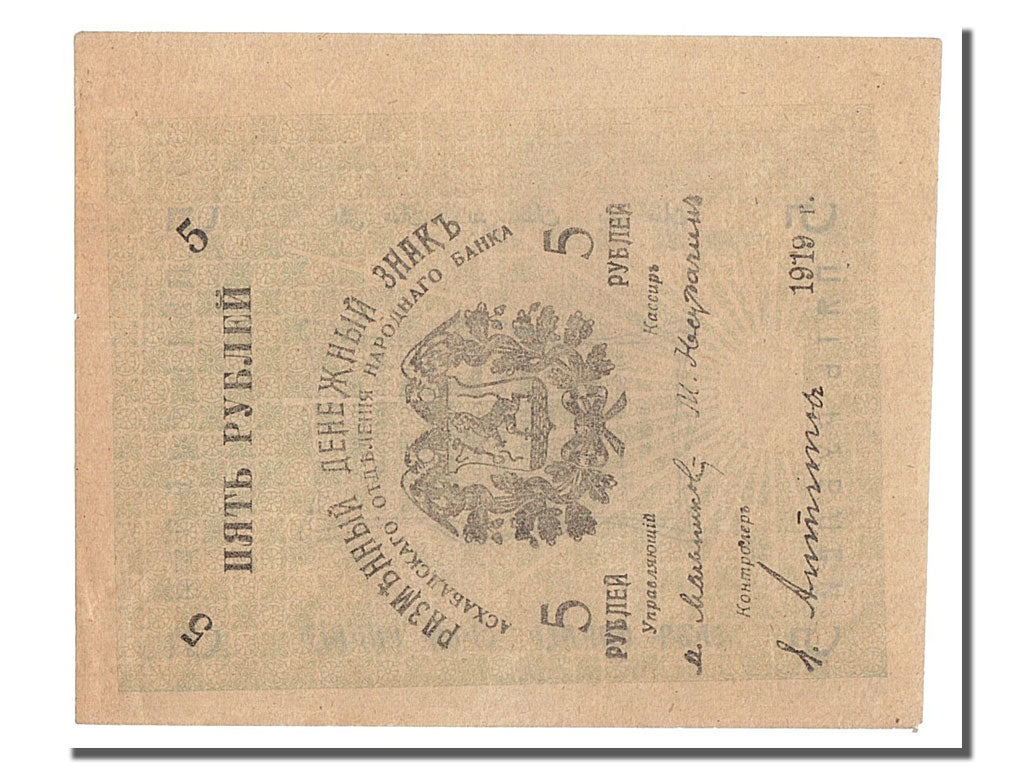 5 5
ПЯТЬ РУБЛЕЙ
РАЗМѢННЫЙ ДЕНЕЖНЫЙ ЗНАКЪ
АСХАБАДСКАГО ОТДѢЛЕНІЯ НАРОДНАГО БАНКА
5 5
РУБЛЕЙ РУБЛЕЙ
Управляющій Кассиръ
М.
Контролеръ
1919 г.